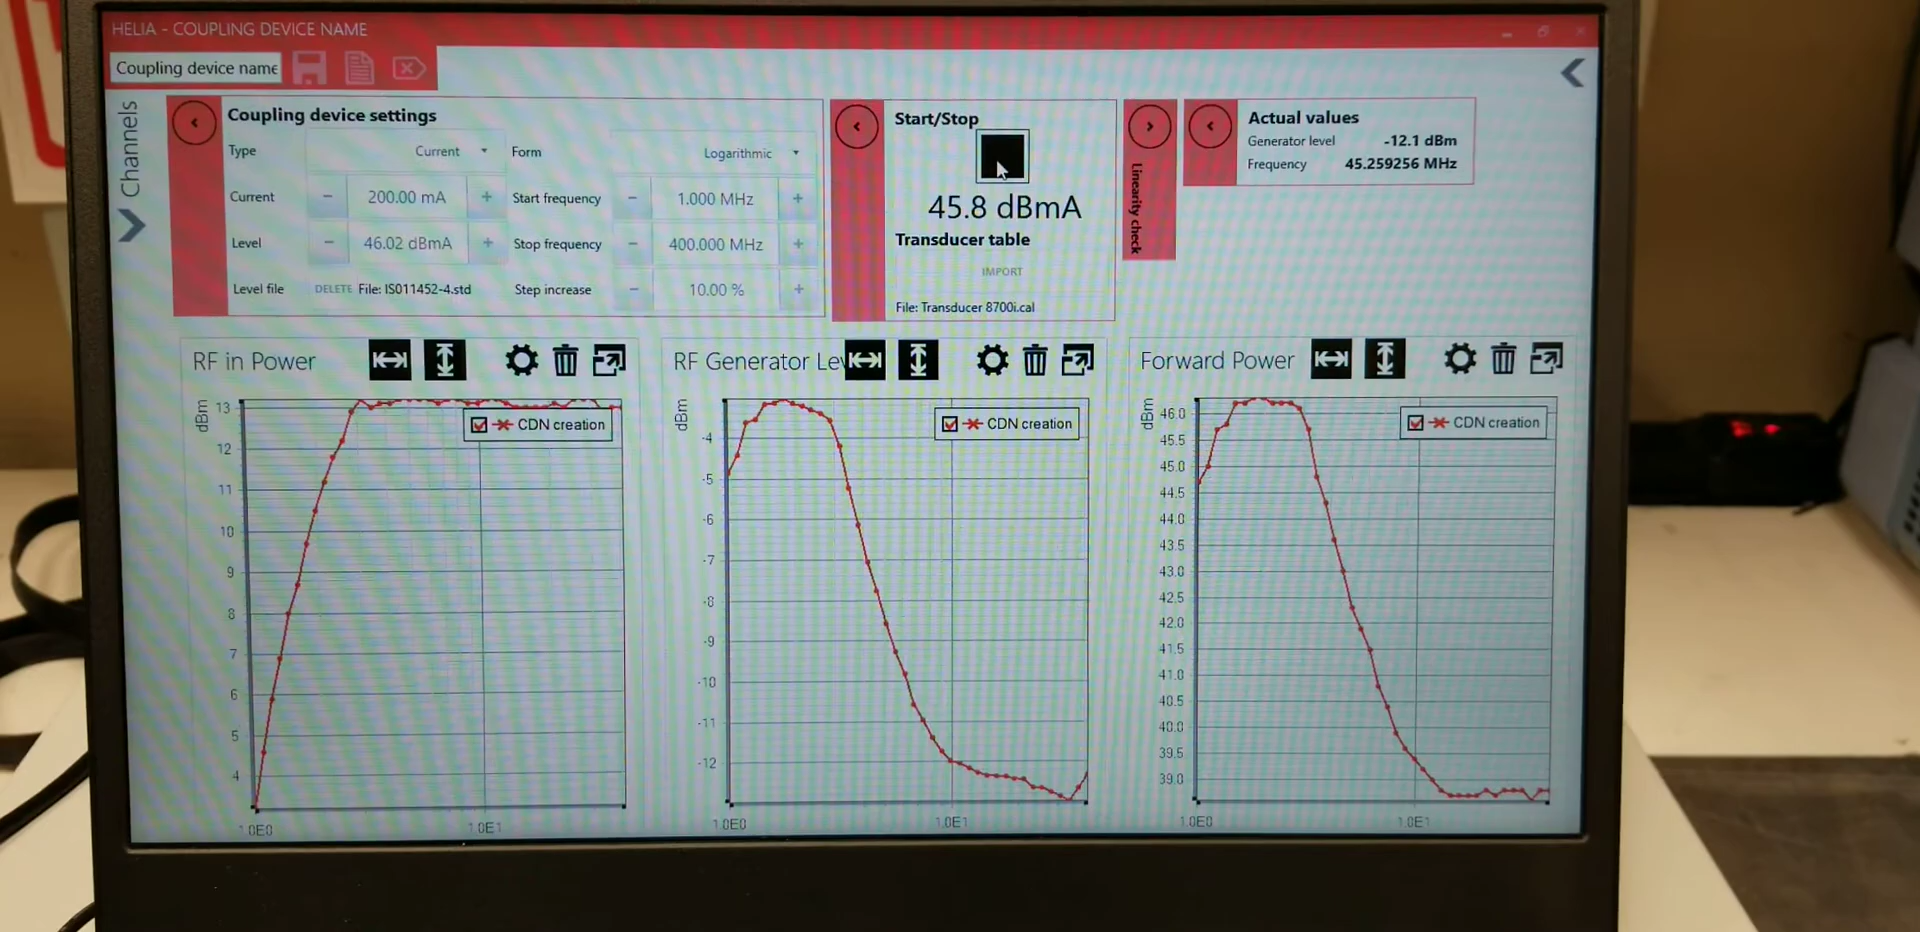 HELIA - COUPLING DEVICE NAME
Coupling device name
Channels
Coupling device settings
Type
Current
Form
Logarithmic
Current
200.00 mA
Start frequency
1.000 MHz
Level
46.02 dBmA
Stop frequency
400.000 MHz
Level file
DELETE File: ISO11452-4.std
Step increase
10.00 %
Start/Stop
45.8 dBmA
Transducer table
IMPORT
File: Transducer 8700i.cal
Linearity check
Actual values
Generator level
-12.1 dBm
Frequency
45.259256 MHz
RF in Power
dBm
13
12
11
10
9
8
7
6
5
4
1.0E0
1.0E1
CDN creation
RF Generator Lev
dBm
-4
-5
-6
-7
-8
-9
-10
-11
-12
1.0E0
1.0E1
CDN creation
Forward Power
dBm
46.0
45.5
45.0
44.5
44.0
43.5
43.0
42.5
42.0
41.5
41.0
40.5
40.0
39.5
39.0
1.0E0
1.0E1
CDN creation